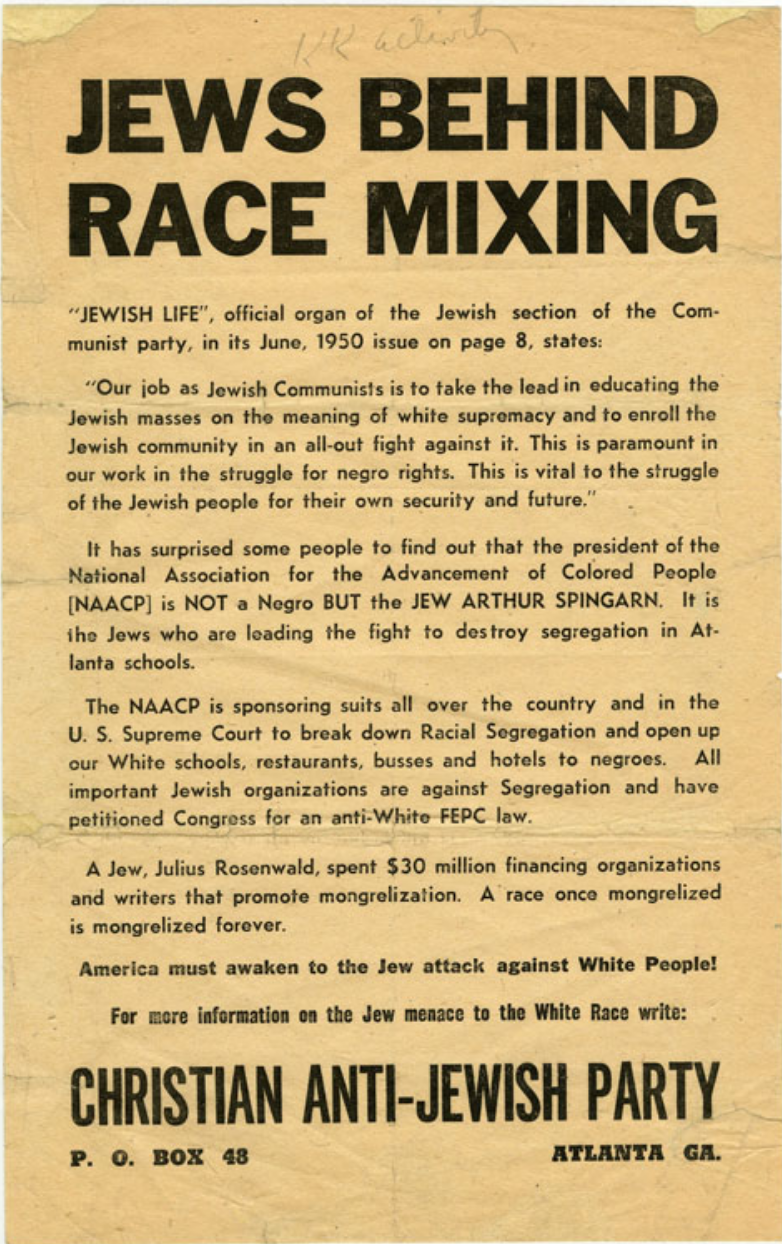 KK activity
JEWS BEHIND
RACE MIXING
"JEWISH LIFE", official organ of the Jewish section of the Com-
munist party, in its June, 1950 issue on page 8, states:
"Our job as Jewish Communists is to take the lead in educating the
Jewish masses on the meaning of white supremacy and to enroll the
Jewish community in an all-out fight against it. This is paramount in
our work in the struggle for negro rights. This is vital to the struggle
of the Jewish people for their own security and future."
It has surprised some people to find out that the president of the
National Association for the Advancement of Colored People
[NAACP] is NOT a Negro BUT the JEW ARTHUR SPINGARN. It is
the Jews who are leading the fight to destroy segregation in At-
lanta schools.
The NAACP is sponsoring suits all over the country and in the
U. S. Supreme Court to break down Racial Segregation and open up
our White schools, restaurants, busses and hotels to negroes. All
important Jewish organizations are against Segregation and have
petitioned Congress for an anti-White FEPC law.
A Jew, Julius Rosenwald, spent $30 million financing organizations
and writers that promote mongrelization. A race once mongrelized
is mongrelized forever.
America must awaken to the Jew attack against White People!
For more information on the Jew menace to the White Race write:
CHRISTIAN ANTI-JEWISH PARTY
P. O. BOX 48 ATLANTA GA.